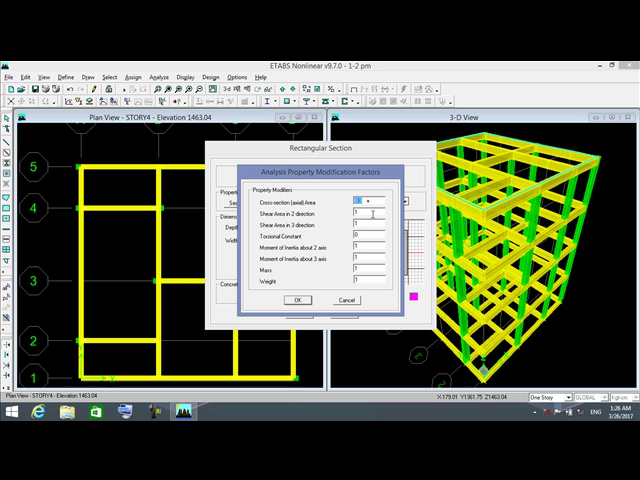 ETABS Nonlinear v9.7.0 - 1-2 pm
File Edit View Define Draw Select Assign Analyze Display Design Options Help
Plan View - STORY4 - Elevation 1463.04
3-D View
Rectangular Section
Analysis Property Modification Factors
Property Modifiers
Cross-section (axial) Area
Shear Area in 2 direction 1
Shear Area in 3 direction 1
Torsional Constant 0
Moment of Inertia about 2 axis 1
Moment of Inertia about 3 axis 1
Mass 1
Weight 1
OK Cancel
5
4
3
2
1
Plan View - STORY4 - Elevation 1463.04
X-179.01 Y1361.75 Z1463.04
One Story
GLOBAL
Kgf-cm
ENG
1:26 AM
3/26/2017